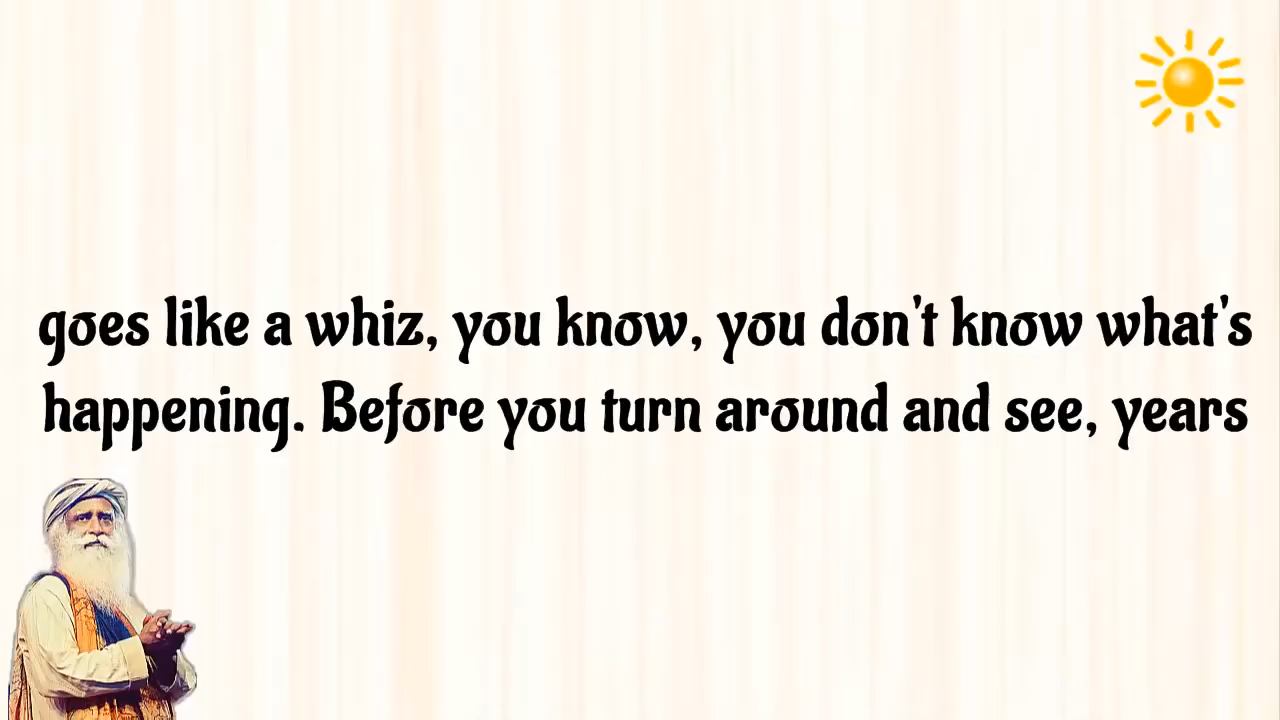 goes like a whiz, you know, you don't know what's
happening. Before you turn around and see, years